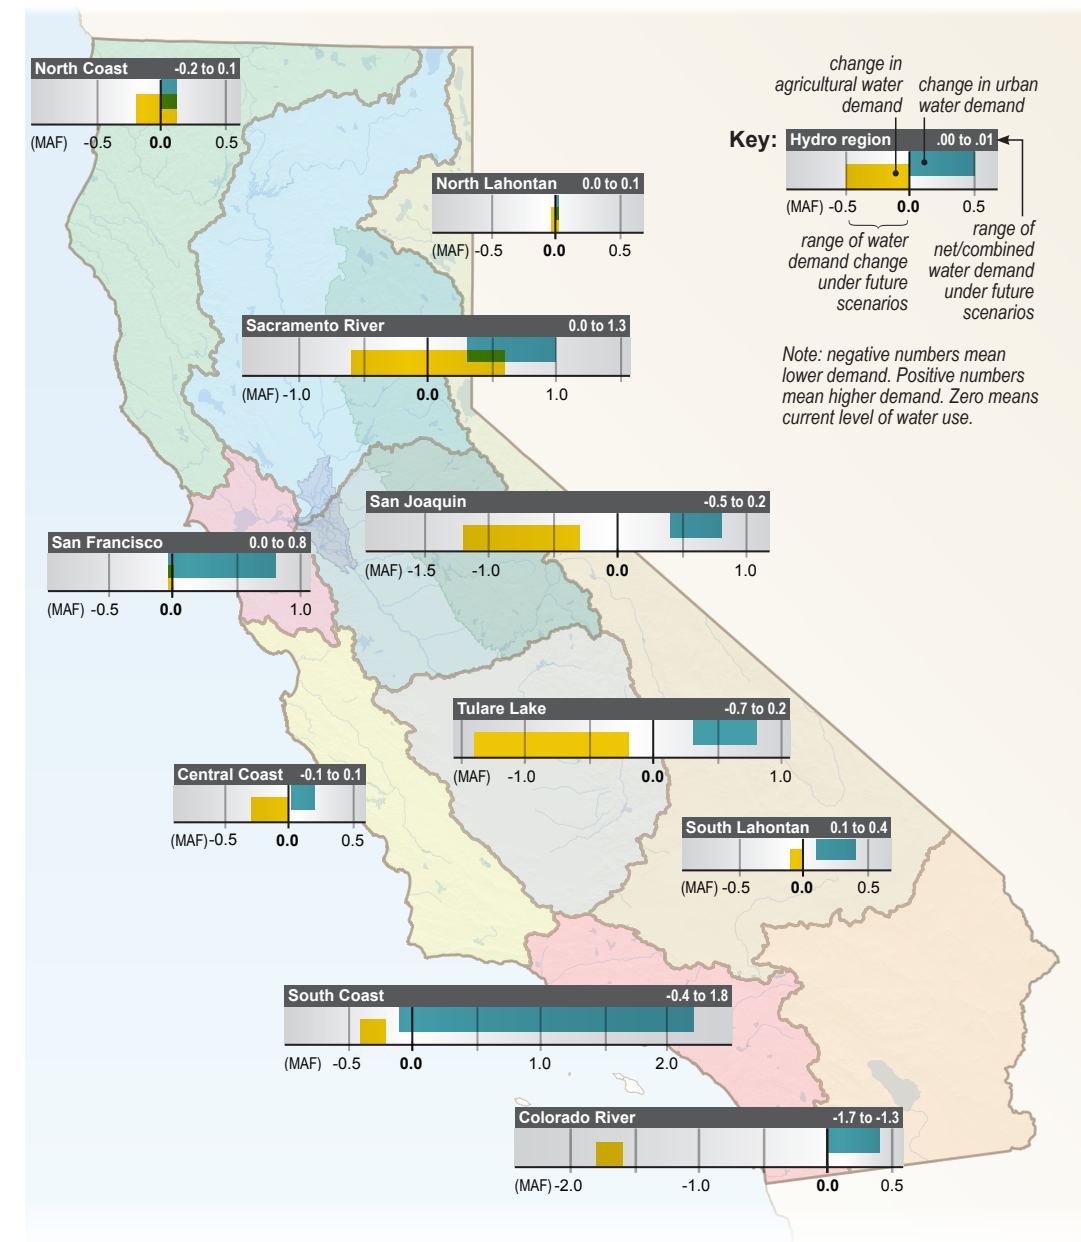 North Coast -0.2 to 0.1
(MAF) -0.5 0.0 0.5
change in
agricultural water
demand
change in urban
water demand
Key:
Hydro region .00 to .01
(MAF) -0.5 0.0 0.5
range of water
demand change
under future
scenarios
range of
net/combined
water demand
under future
scenarios
Note: negative numbers mean
lower demand. Positive numbers
mean higher demand. Zero means
current level of water use.
North Lahontan 0.0 to 0.1
(MAF) -0.5 0.0 0.5
Sacramento River 0.0 to 1.3
(MAF) -1.0 0.0 1.0
San Joaquin -0.5 to 0.2
(MAF) -1.5 -1.0 0.0 1.0
San Francisco 0.0 to 0.8
(MAF) -0.5 0.0 1.0
Tulare Lake -0.7 to 0.2
(MAF) -1.0 0.0 1.0
Central Coast -0.1 to 0.1
(MAF) -0.5 0.0 0.5
South Lahontan 0.1 to 0.4
(MAF) -0.5 0.0 0.5
South Coast -0.4 to 1.8
(MAF) -0.5 0.0 1.0 2.0
Colorado River -1.7 to -1.3
(MAF) -2.0 -1.0 0.0 0.5